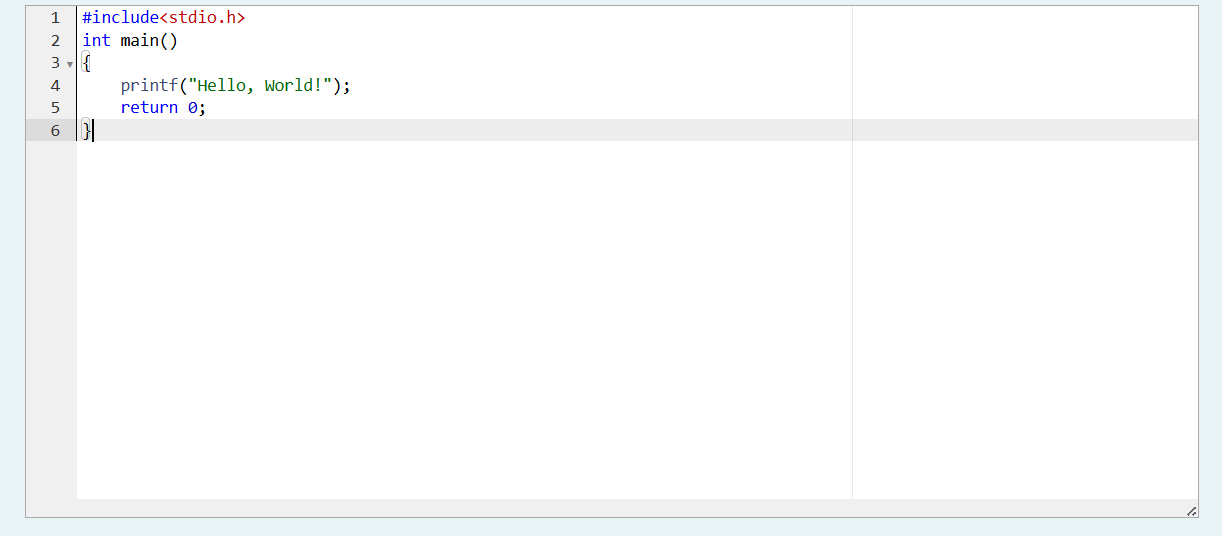 1 #include<stdio.h>
2 int main()
3 {
4     printf("Hello, World!");
5     return 0;
6 }